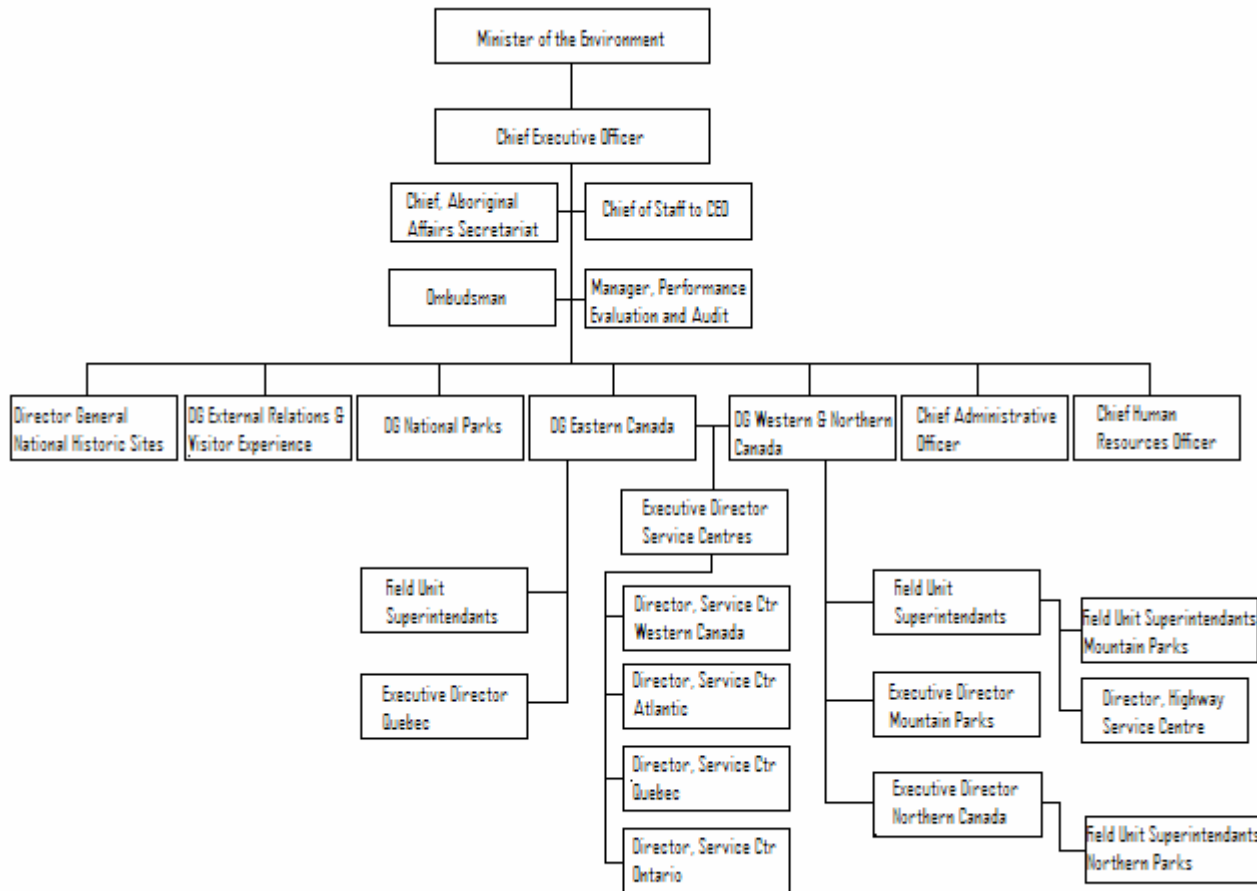 Minister of the Environment
Chief Executive Officer
Chief, Aboriginal
Affairs Secretariat
Chief of Staff to CEO
Ombudsman
Manager, Performance
Evaluation and Audit
Director General
National Historic Sites
DG External Relations &
Visitor Experience
DG National Parks
DG Eastern Canada
DG Western & Northern
Canada
Chief Administrative
Officer
Chief Human
Resources Officer
Executive Director
Service Centres
Field Unit
Superintendants
Executive Director
Quebec
Director, Service Ctr
Western Canada
Director, Service Ctr
Atlantic
Director, Service Ctr
Quebec
Director, Service Ctr
Ontario
Field Unit
Superintendants
Executive Director
Mountain Parks
Executive Director
Northern Canada
Field Unit Superintendants
Mountain Parks
Director, Highway
Service Centre
Field Unit Superintendants
Northern Parks